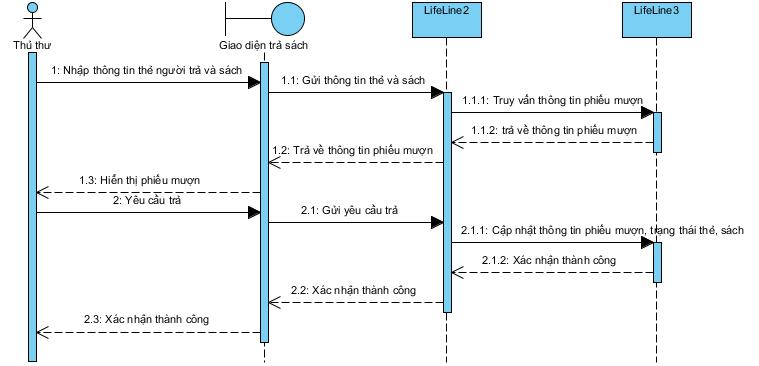 LifeLine2
LifeLine3
Thủ thư
Giao diện trả sách
1: Nhập thông tin thẻ người trả và sách
1.1: Gửi thông tin thẻ và sách
1.1.1: Truy vấn thông tin phiếu mượn
1.1.2: trả về thông tin phiếu mượn
1.2: Trả về thông tin phiếu mượn
1.3: Hiển thị phiếu mượn
2: Yêu cầu trả
2.1: Gửi yêu cầu trả
2.1.1: Cập nhật thông tin phiếu mượn, trạng thái thẻ, sách
2.1.2: Xác nhận thành công
2.2: Xác nhận thành công
2.3: Xác nhận thành công